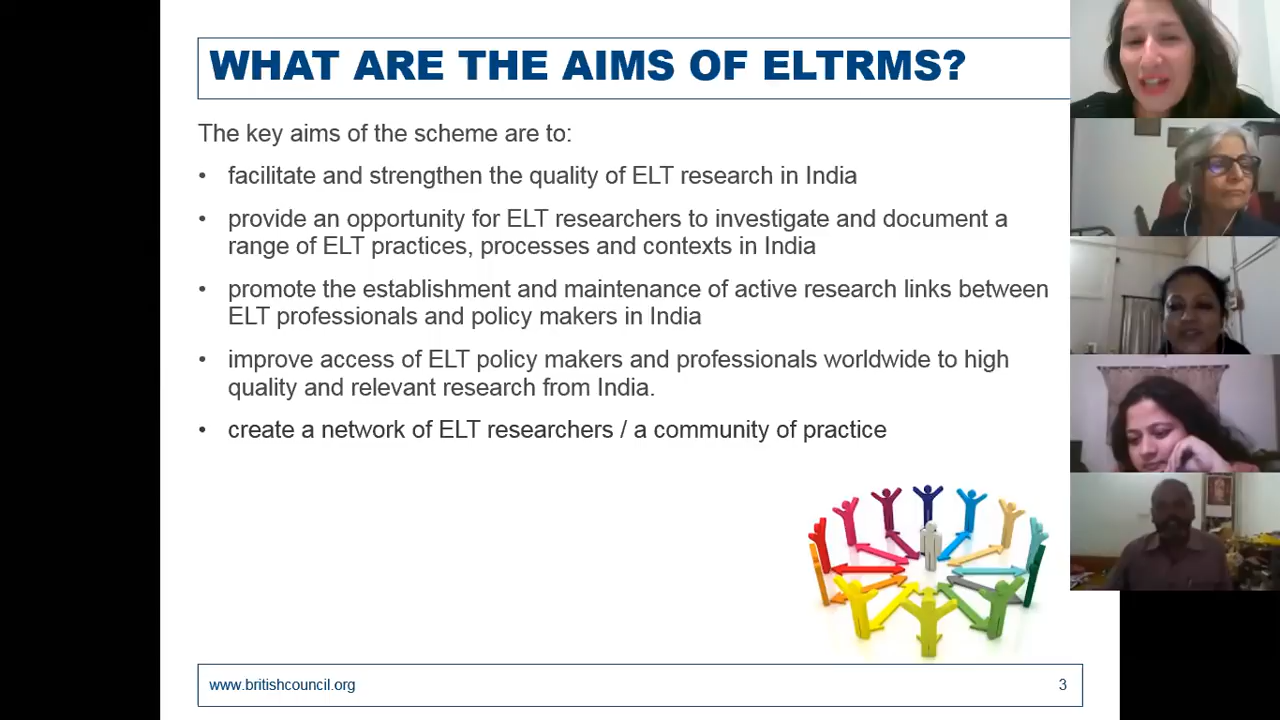 WHAT ARE THE AIMS OF ELTRMS?
The key aims of the scheme are to:
• facilitate and strengthen the quality of ELT research in India
• provide an opportunity for ELT researchers to investigate and document a
range of ELT practices, processes and contexts in India
• promote the establishment and maintenance of active research links between
ELT professionals and policy makers in India
• improve access of ELT policy makers and professionals worldwide to high
quality and relevant research from India.
• create a network of ELT researchers / a community of practice
www.britishcouncil.org
3